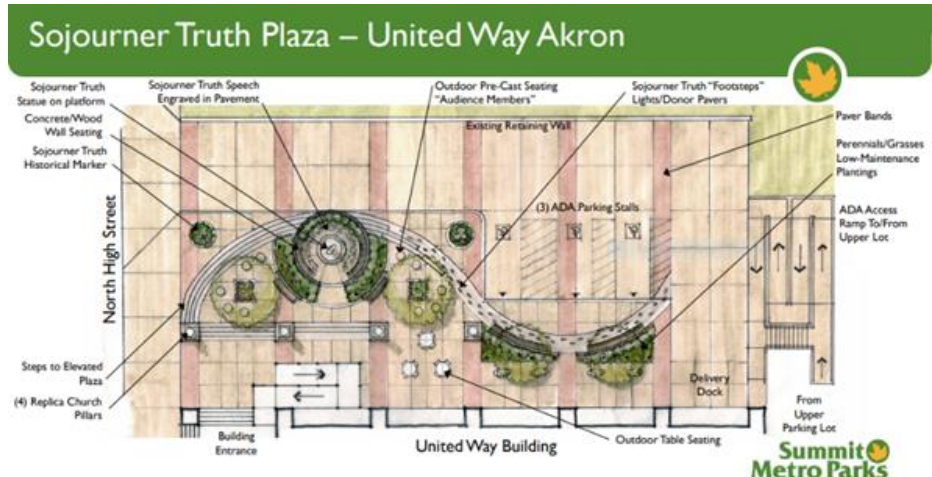 Sojourner Truth Plaza – United Way Akron
Sojourner Truth
Statue on platform
Concrete/Wood
Wall Seating
Sojourner Truth
Historical Marker
Sojourner Truth Speech
Engraved in Pavement
Outdoor Pre-Cast Seating
"Audience Members"
Existing Retaining Wall
Sojourner Truth "Footsteps"
Lights/Donor Pavers
Paver Bands
Perennials/Grasses
Low-Maintenance
Plantings
(3) ADA Parking Stalls
ADA Access
Ramp To/From
Upper Lot
North High Street
Steps to Elevated
Plaza
(4) Replica Church
Pillars
Building
Entrance
United Way Building
Outdoor Table Seating
Delivery
Dock
From
Upper
Parking Lot
Summit
Metro Parks